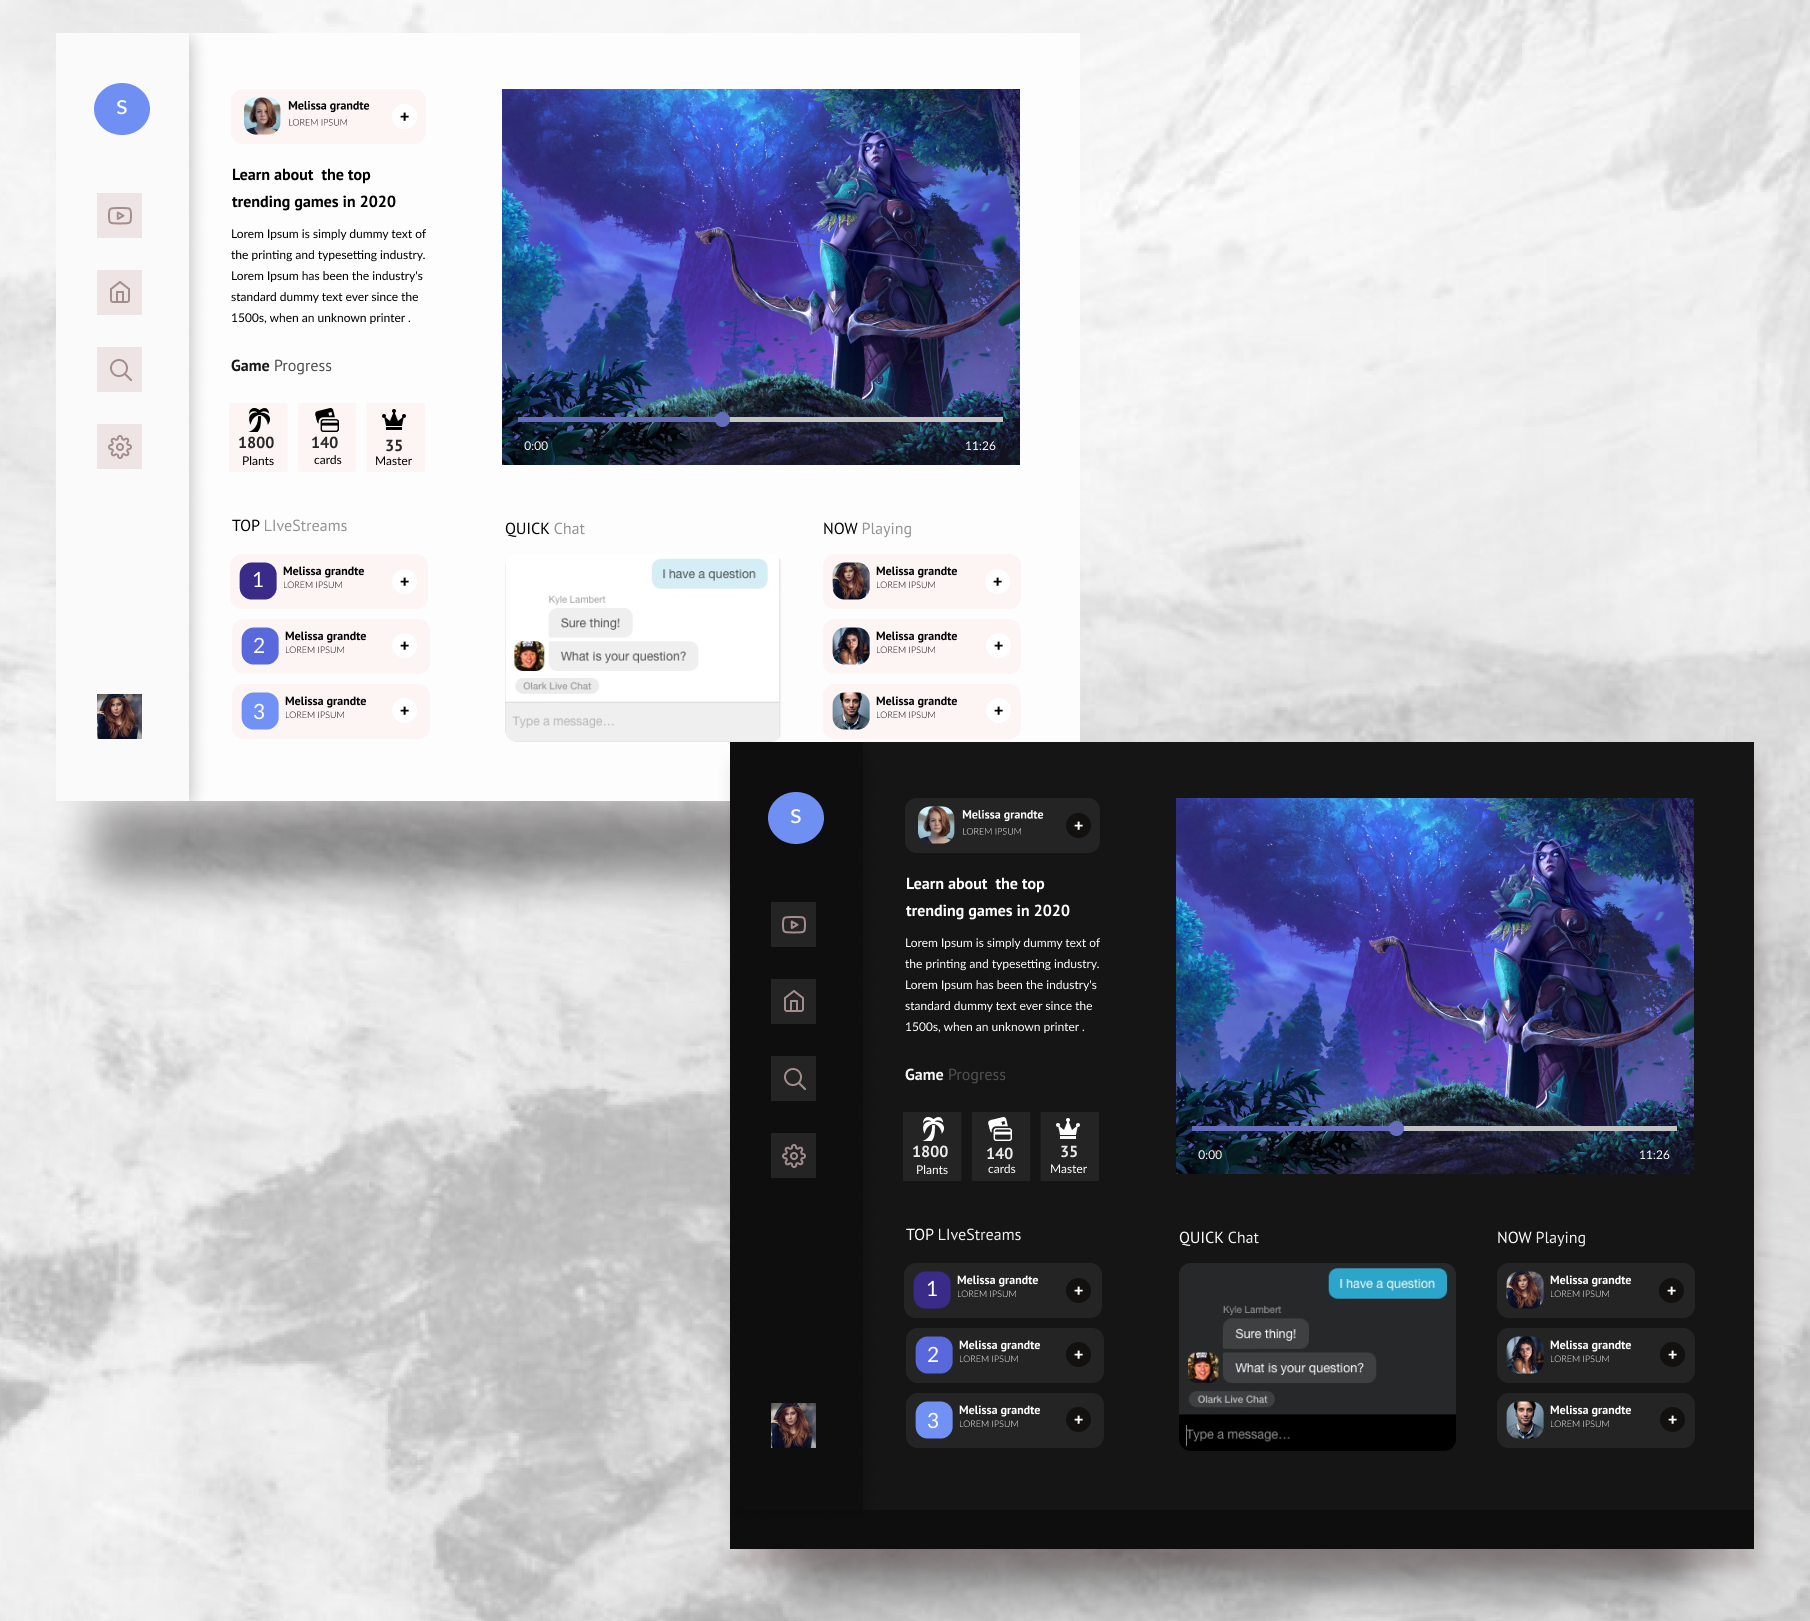 S
Melissa grandte
LOREM IPSUM
+
Learn about the top
trending games in 2020
Lorem Ipsum is simply dummy text of
the printing and typesetting industry.
Lorem Ipsum has been the industry's
standard dummy text ever since the
1500s, when an unknown printer .
Game Progress
1800
Plants
140
cards
35
Master
0:00
11:26
TOP LIveStreams
1
Melissa grandte
LOREM IPSUM
+
2
Melissa grandte
LOREM IPSUM
+
3
Melissa grandte
LOREM IPSUM
+
QUICK Chat
I have a question
Kyle Lambert
Sure thing!
What is your question?
Olark Live Chat
Type a message...
NOW Playing
Melissa grandte
LOREM IPSUM
+
Melissa grandte
LOREM IPSUM
+
Melissa grandte
LOREM IPSUM
+
S
Melissa grandte
LOREM IPSUM
+
Learn about the top
trending games in 2020
Lorem Ipsum is simply dummy text of
the printing and typesetting industry.
Lorem Ipsum has been the industry's
standard dummy text ever since the
1500s, when an unknown printer .
Game Progress
1800
Plants
140
cards
35
Master
0:00
11:26
TOP LIveStreams
1
Melissa grandte
LOREM IPSUM
+
2
Melissa grandte
LOREM IPSUM
+
3
Melissa grandte
LOREM IPSUM
+
QUICK Chat
I have a question
Kyle Lambert
Sure thing!
What is your question?
Olark Live Chat
Type a message...
NOW Playing
Melissa grandte
LOREM IPSUM
+
Melissa grandte
LOREM IPSUM
+
Melissa grandte
LOREM IPSUM
+